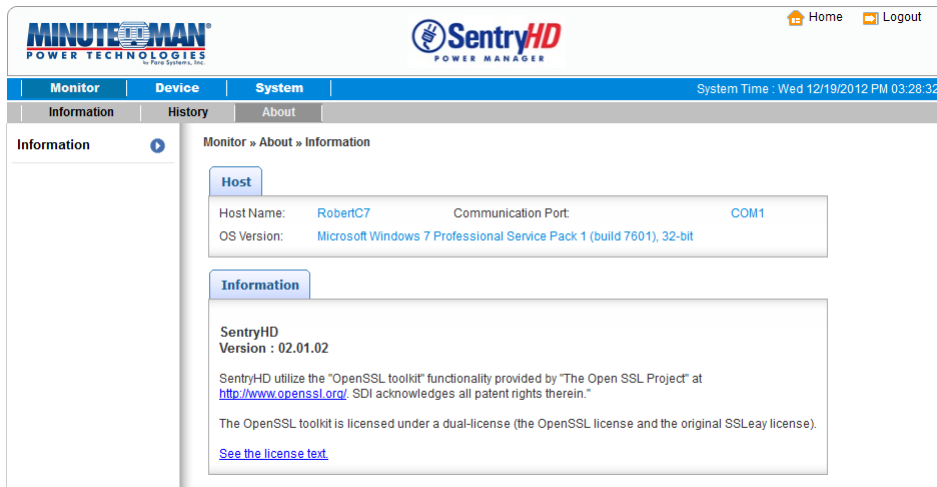 MINUTEMAN®
POWER TECHNOLOGIES
by Para Systems, Inc.
SentryHD
POWER MANAGER
Home
Logout
Monitor
Device
System
System Time : Wed 12/19/2012 PM 03:28:32
Information
History
About
Information
Monitor » About » Information
Host
Host Name: RobertC7 Communication Port: COM1
OS Version: Microsoft Windows 7 Professional Service Pack 1 (build 7601), 32-bit
Information
SentryHD
Version : 02.01.02
SentryHD utilize the "OpenSSL toolkit" functionality provided by "The Open SSL Project" at
http://www.openssl.org/. SDI acknowledges all patent rights therein."
The OpenSSL toolkit is licensed under a dual-license (the OpenSSL license and the original SSLeay license).
See the license text.